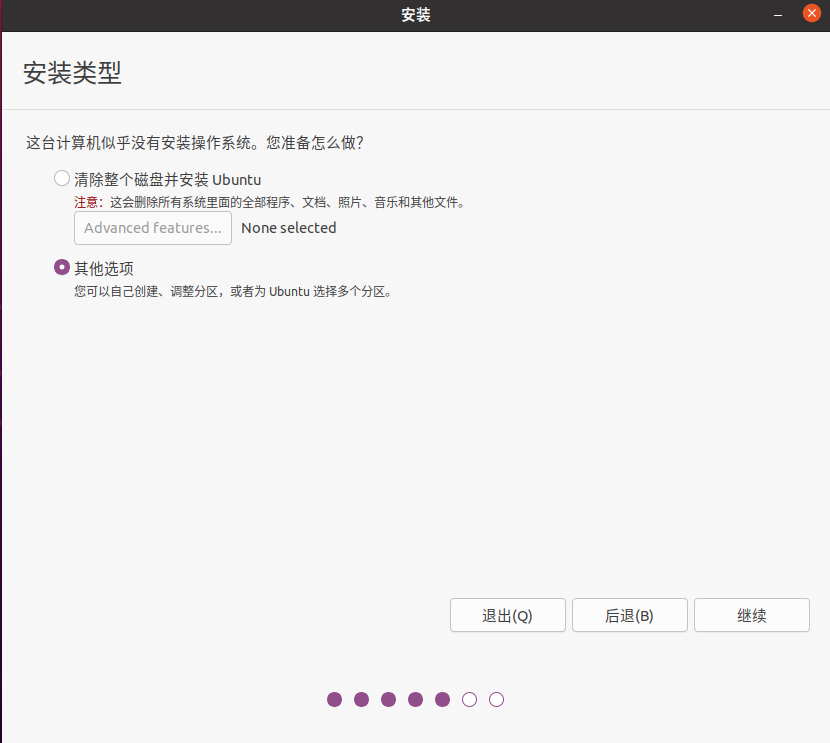 安装
安装类型
这台计算机似乎没有安装操作系统。您准备怎么做？
清除整个磁盘并安装 Ubuntu
注意：这会删除所有系统里面的全部程序、文档、照片、音乐和其他文件。
Advanced features... None selected
其他选项
您可以自己创建、调整分区，或者为 Ubuntu 选择多个分区。
退出(Q) 后退(B) 继续